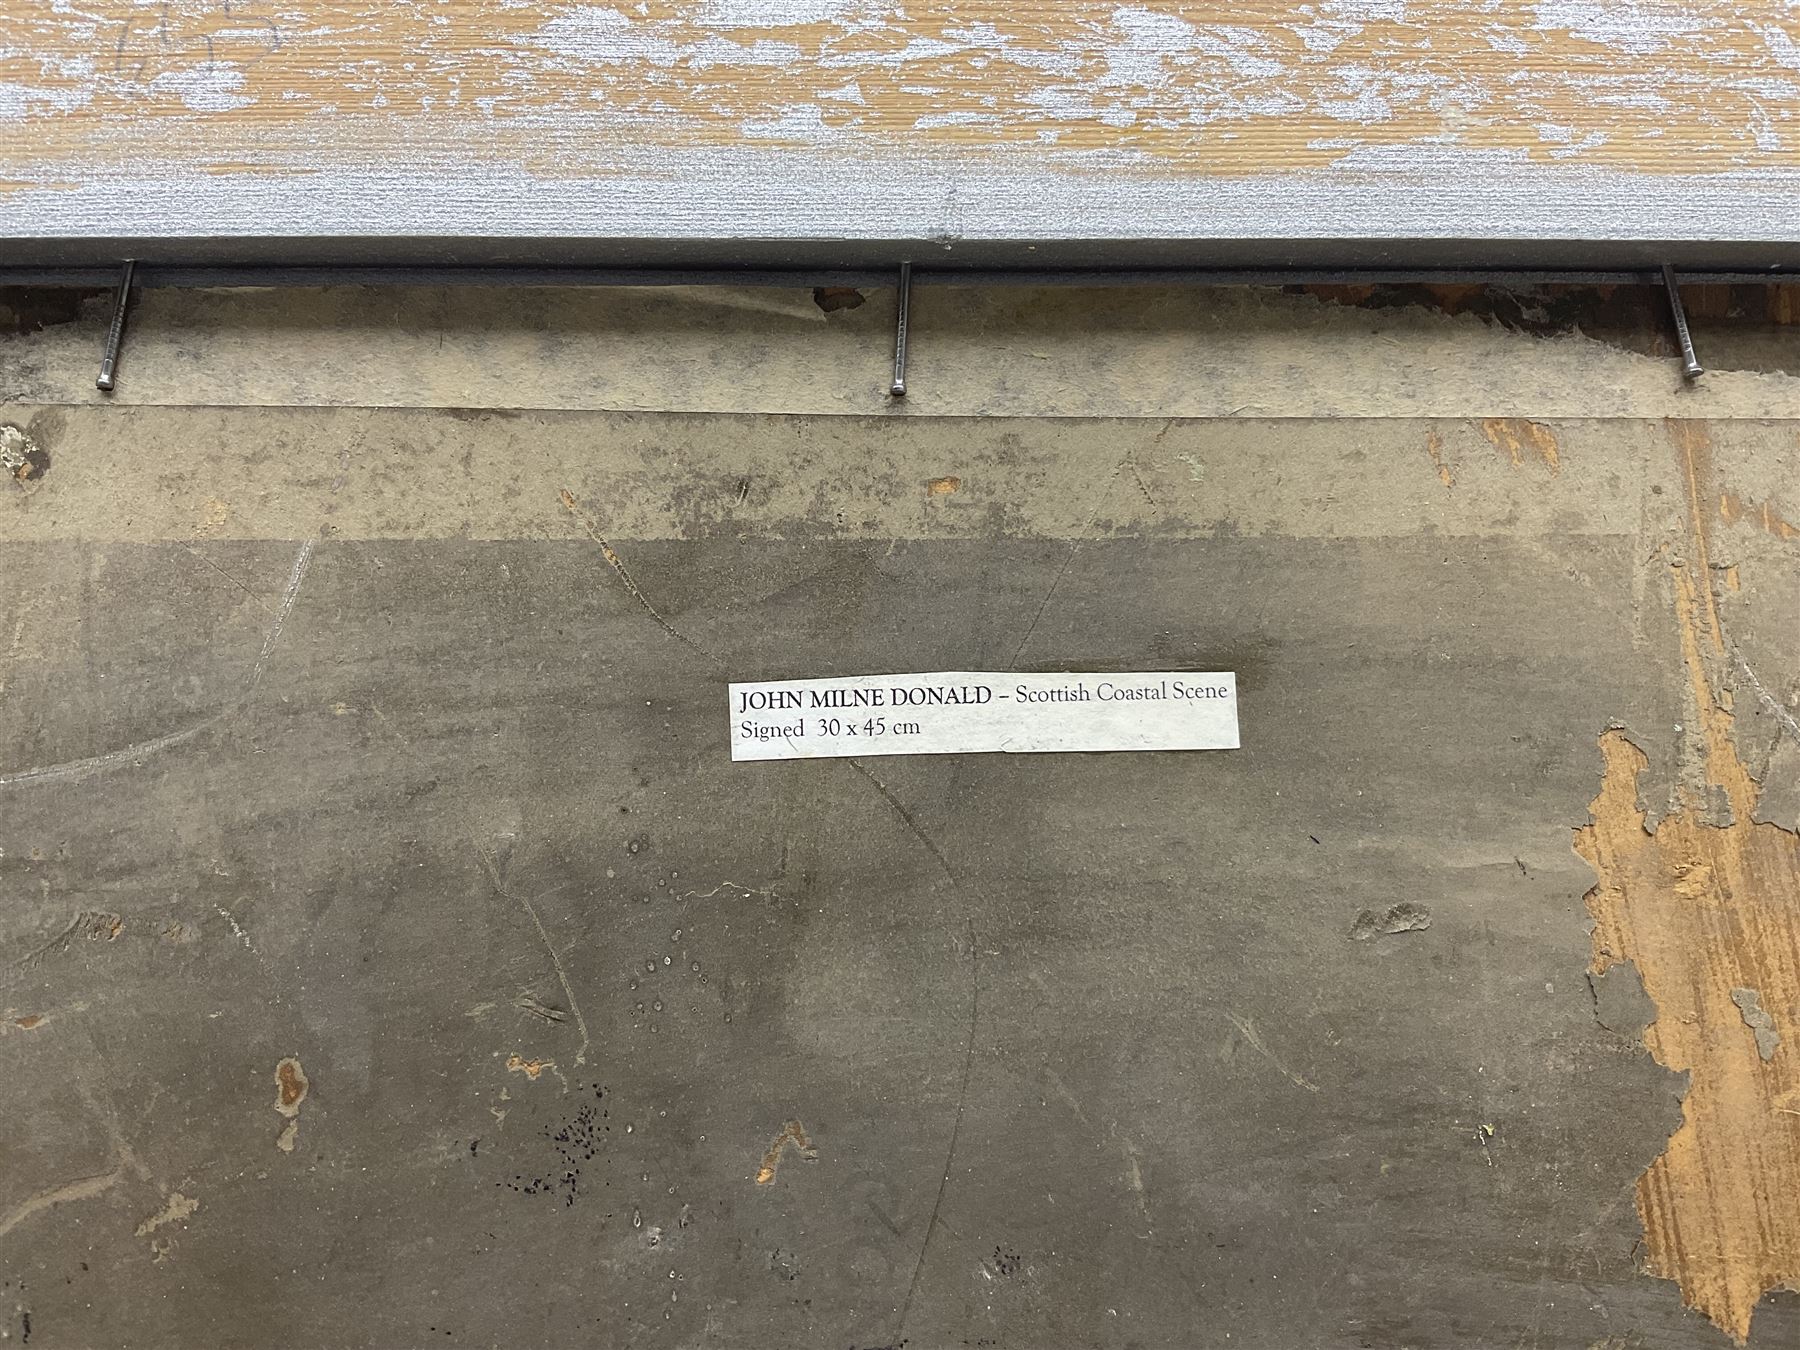 JOHN MILNE DONALD – Scottish Coastal Scene
Signed 30 x 45 cm